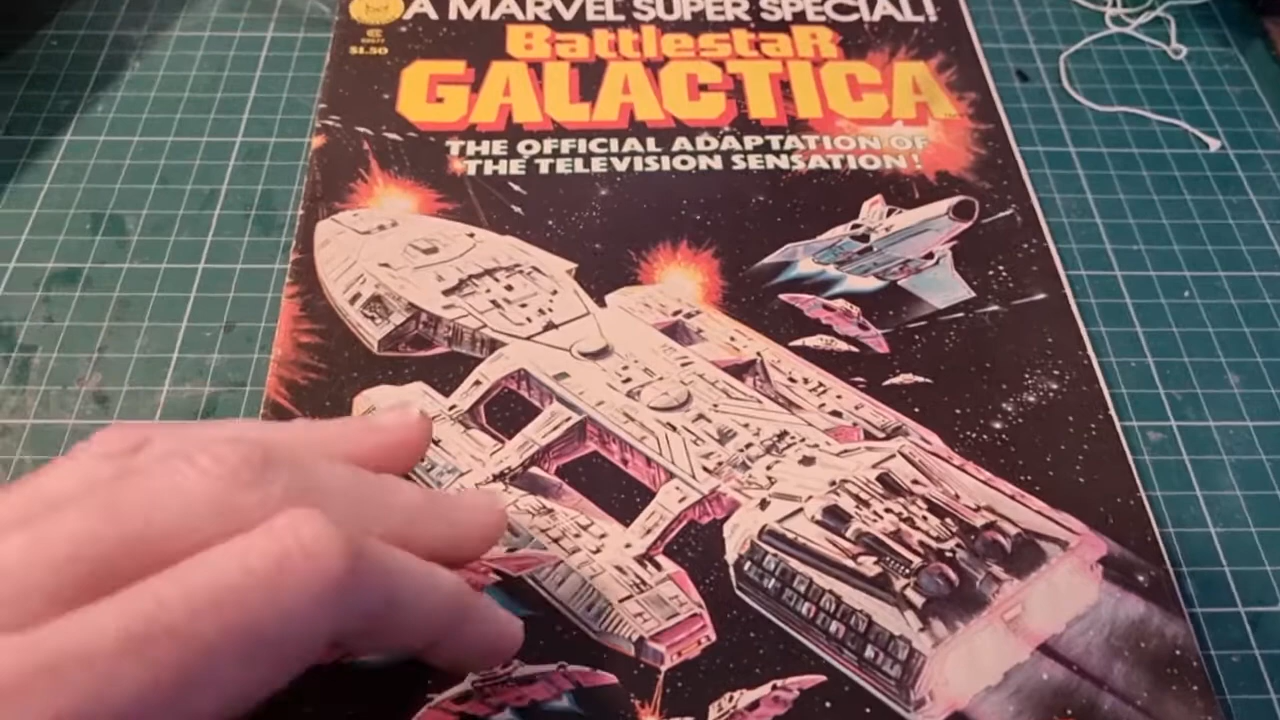 A MARVEL SUPER SPECIAL!
$1.50
BattlestaR
GALACTICA
THE OFFICIAL ADAPTATION OF
THE TELEVISION SENSATION!